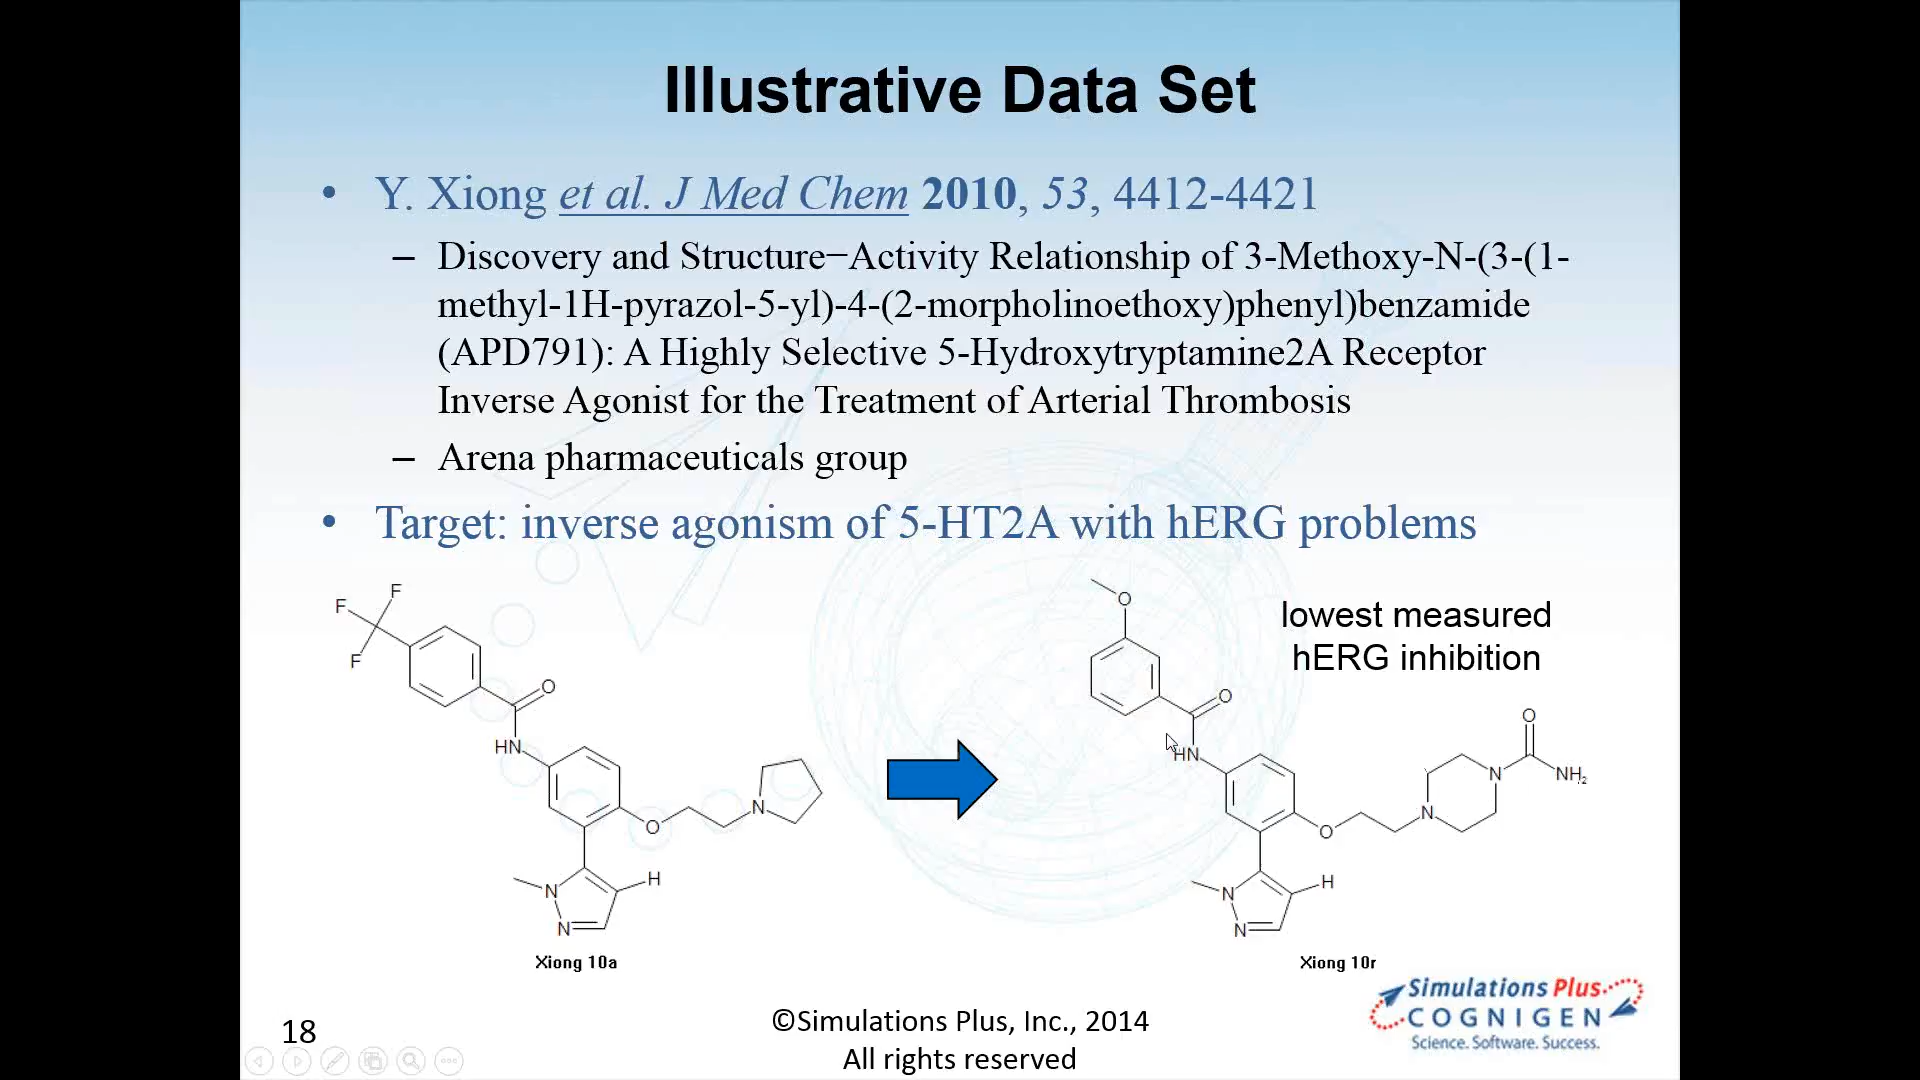 Illustrative Data Set
• Y. Xiong et al. J Med Chem 2010, 53, 4412-4421
– Discovery and Structure−Activity Relationship of 3-Methoxy-N-(3-(1-
methyl-1H-pyrazol-5-yl)-4-(2-morpholinoethoxy)phenyl)benzamide
(APD791): A Highly Selective 5-Hydroxytryptamine2A Receptor
Inverse Agonist for the Treatment of Arterial Thrombosis
– Arena pharmaceuticals group
• Target: inverse agonism of 5-HT2A with hERG problems
F
F
F
O
HN
O
N
N
N
H
Xiong 10a
lowest measured
hERG inhibition
O
O
HN
O
N
N
O
NH2
N
N
H
Xiong 10r
Simulations Plus
COGNIGEN
Science. Software. Success.
18
©Simulations Plus, Inc., 2014
All rights reserved